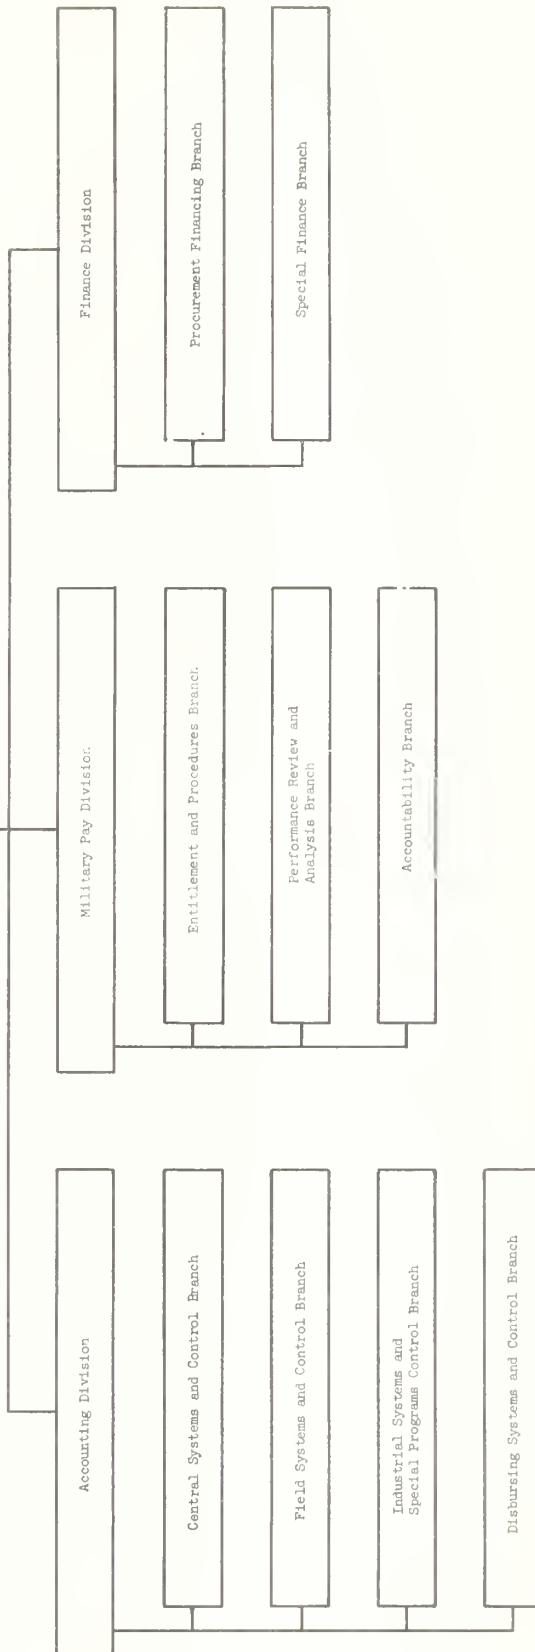 Accounting Division
Central Systems and Control Branch
Field Systems and Control Branch
Industrial Systems and
Special Programs Control Branch
Disbursing Systems and Control Branch
Military Pay Division
Entitlement and Procedures Branch
Performance Review and
Analysis Branch
Accountability Branch
Finance Division
Procurement Financing Branch
Special Finance Branch